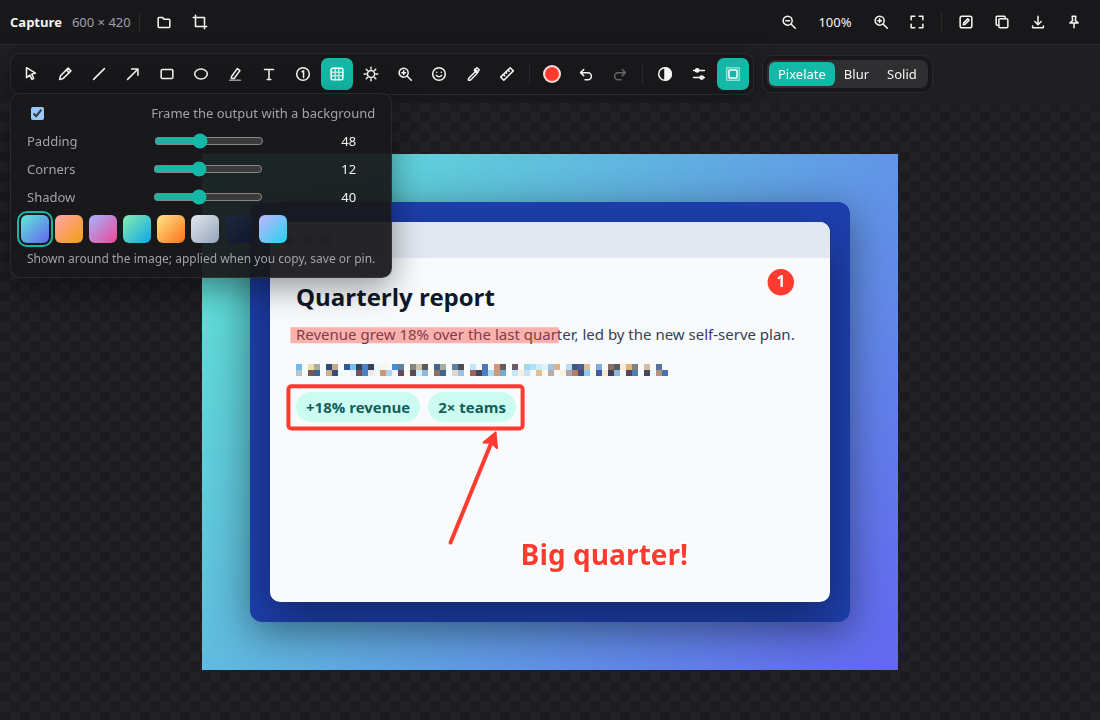 Capture 600 × 420 100%
Pixelate Blur Solid
Frame the output with a background
Padding 48
Corners 12
Shadow 40
Shown around the image; applied when you copy, save or pin.
1
Quarterly report
Revenue grew 18% over the last quarter, led by the new self-serve plan.
+18% revenue 2× teams
Big quarter!